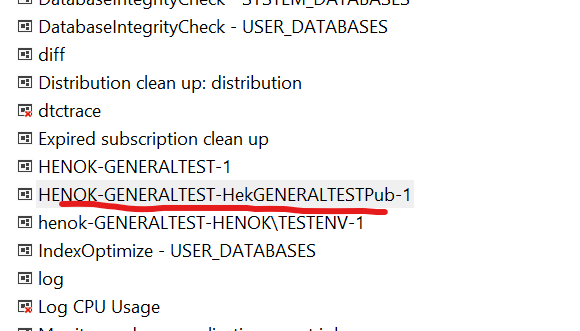 DatabaseIntegrityCheck - SYSTEM_DATABASES
DatabaseIntegrityCheck - USER_DATABASES
diff
Distribution clean up: distribution
dtctrace
Expired subscription clean up
HENOK-GENERALTEST-1
HENOK-GENERALTEST-HekGENERALTESTPub-1
henok-GENERALTEST-HENOK\TESTENV-1
IndexOptimize - USER_DATABASES
log
Log CPU Usage